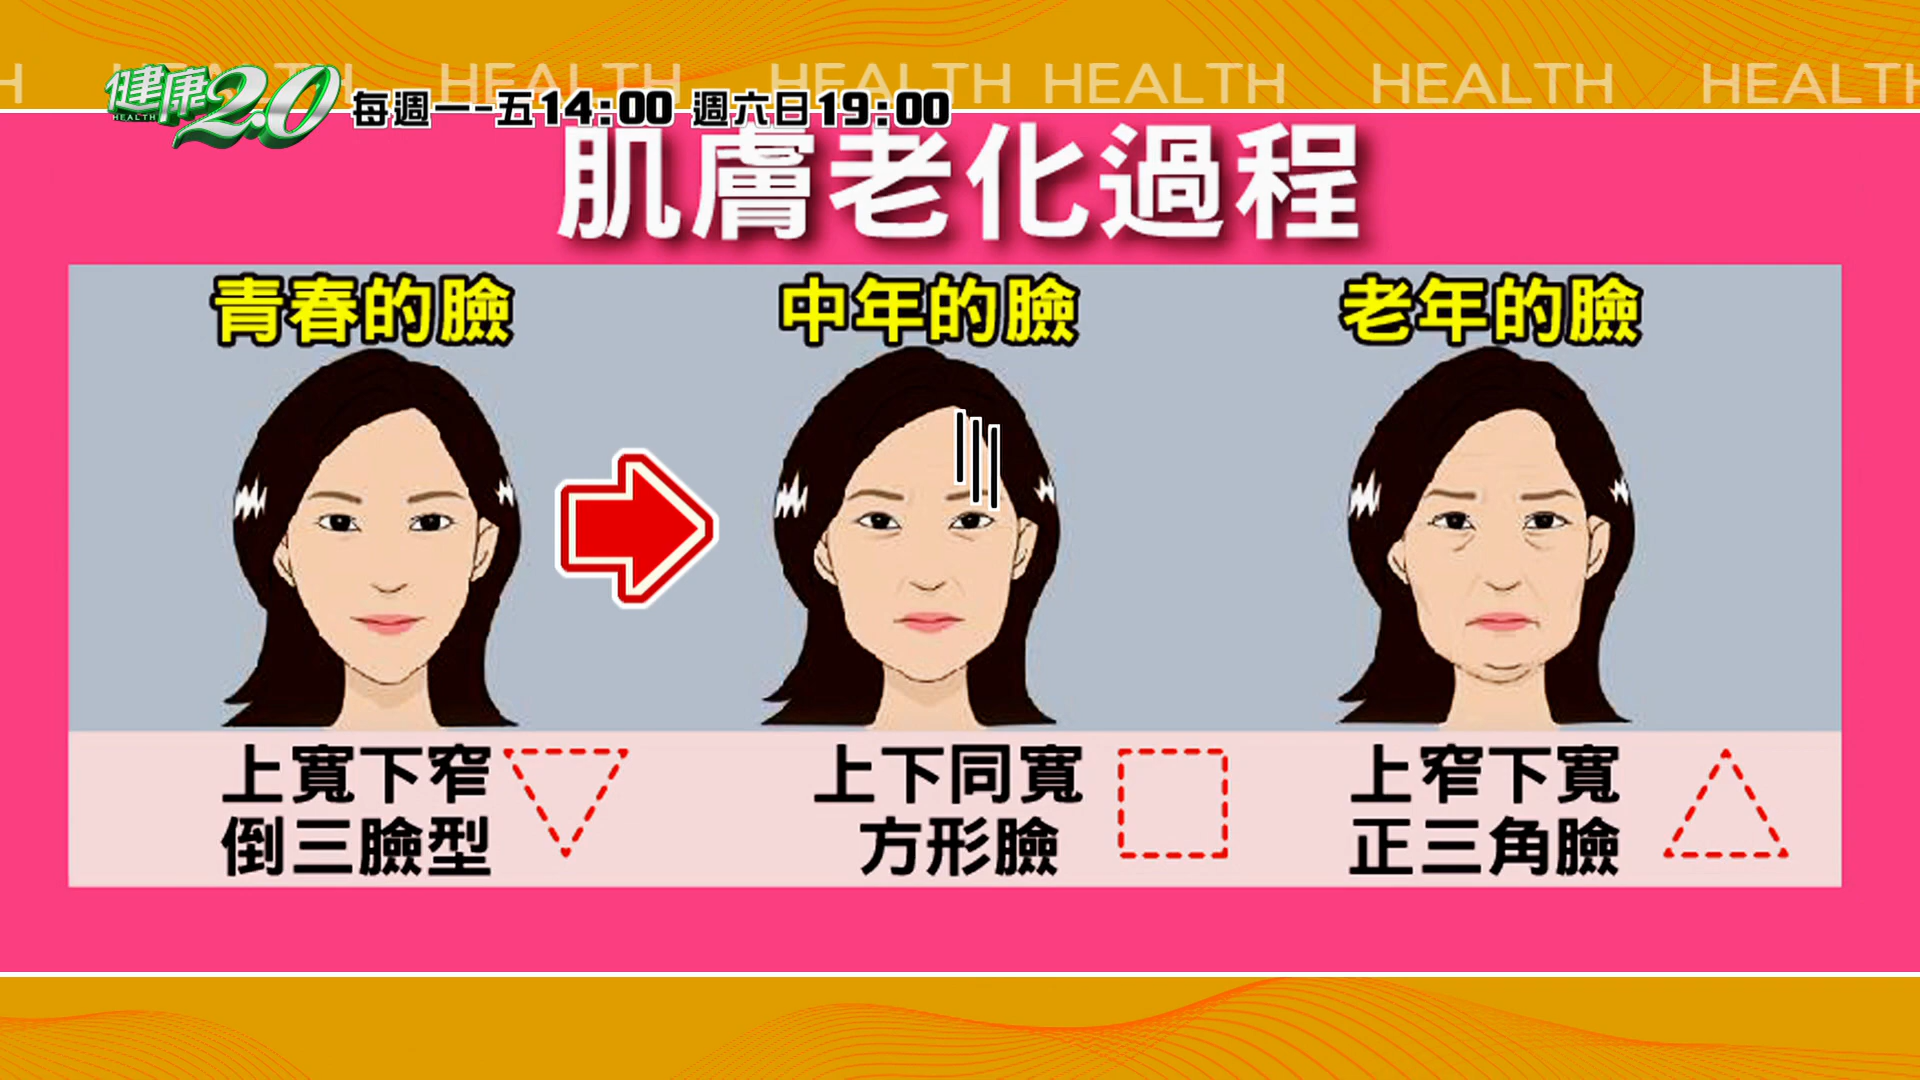 H HEALTH HEALTH HEALTH HEALTH HEALTH HEALTH
健康2.0
HEALTH
每週一-五14:00 週六日19:00
肌膚老化過程
青春的臉
中年的臉
老年的臉
上寬下窄
倒三臉型
上下同寬
方形臉
上窄下寬
正三角臉